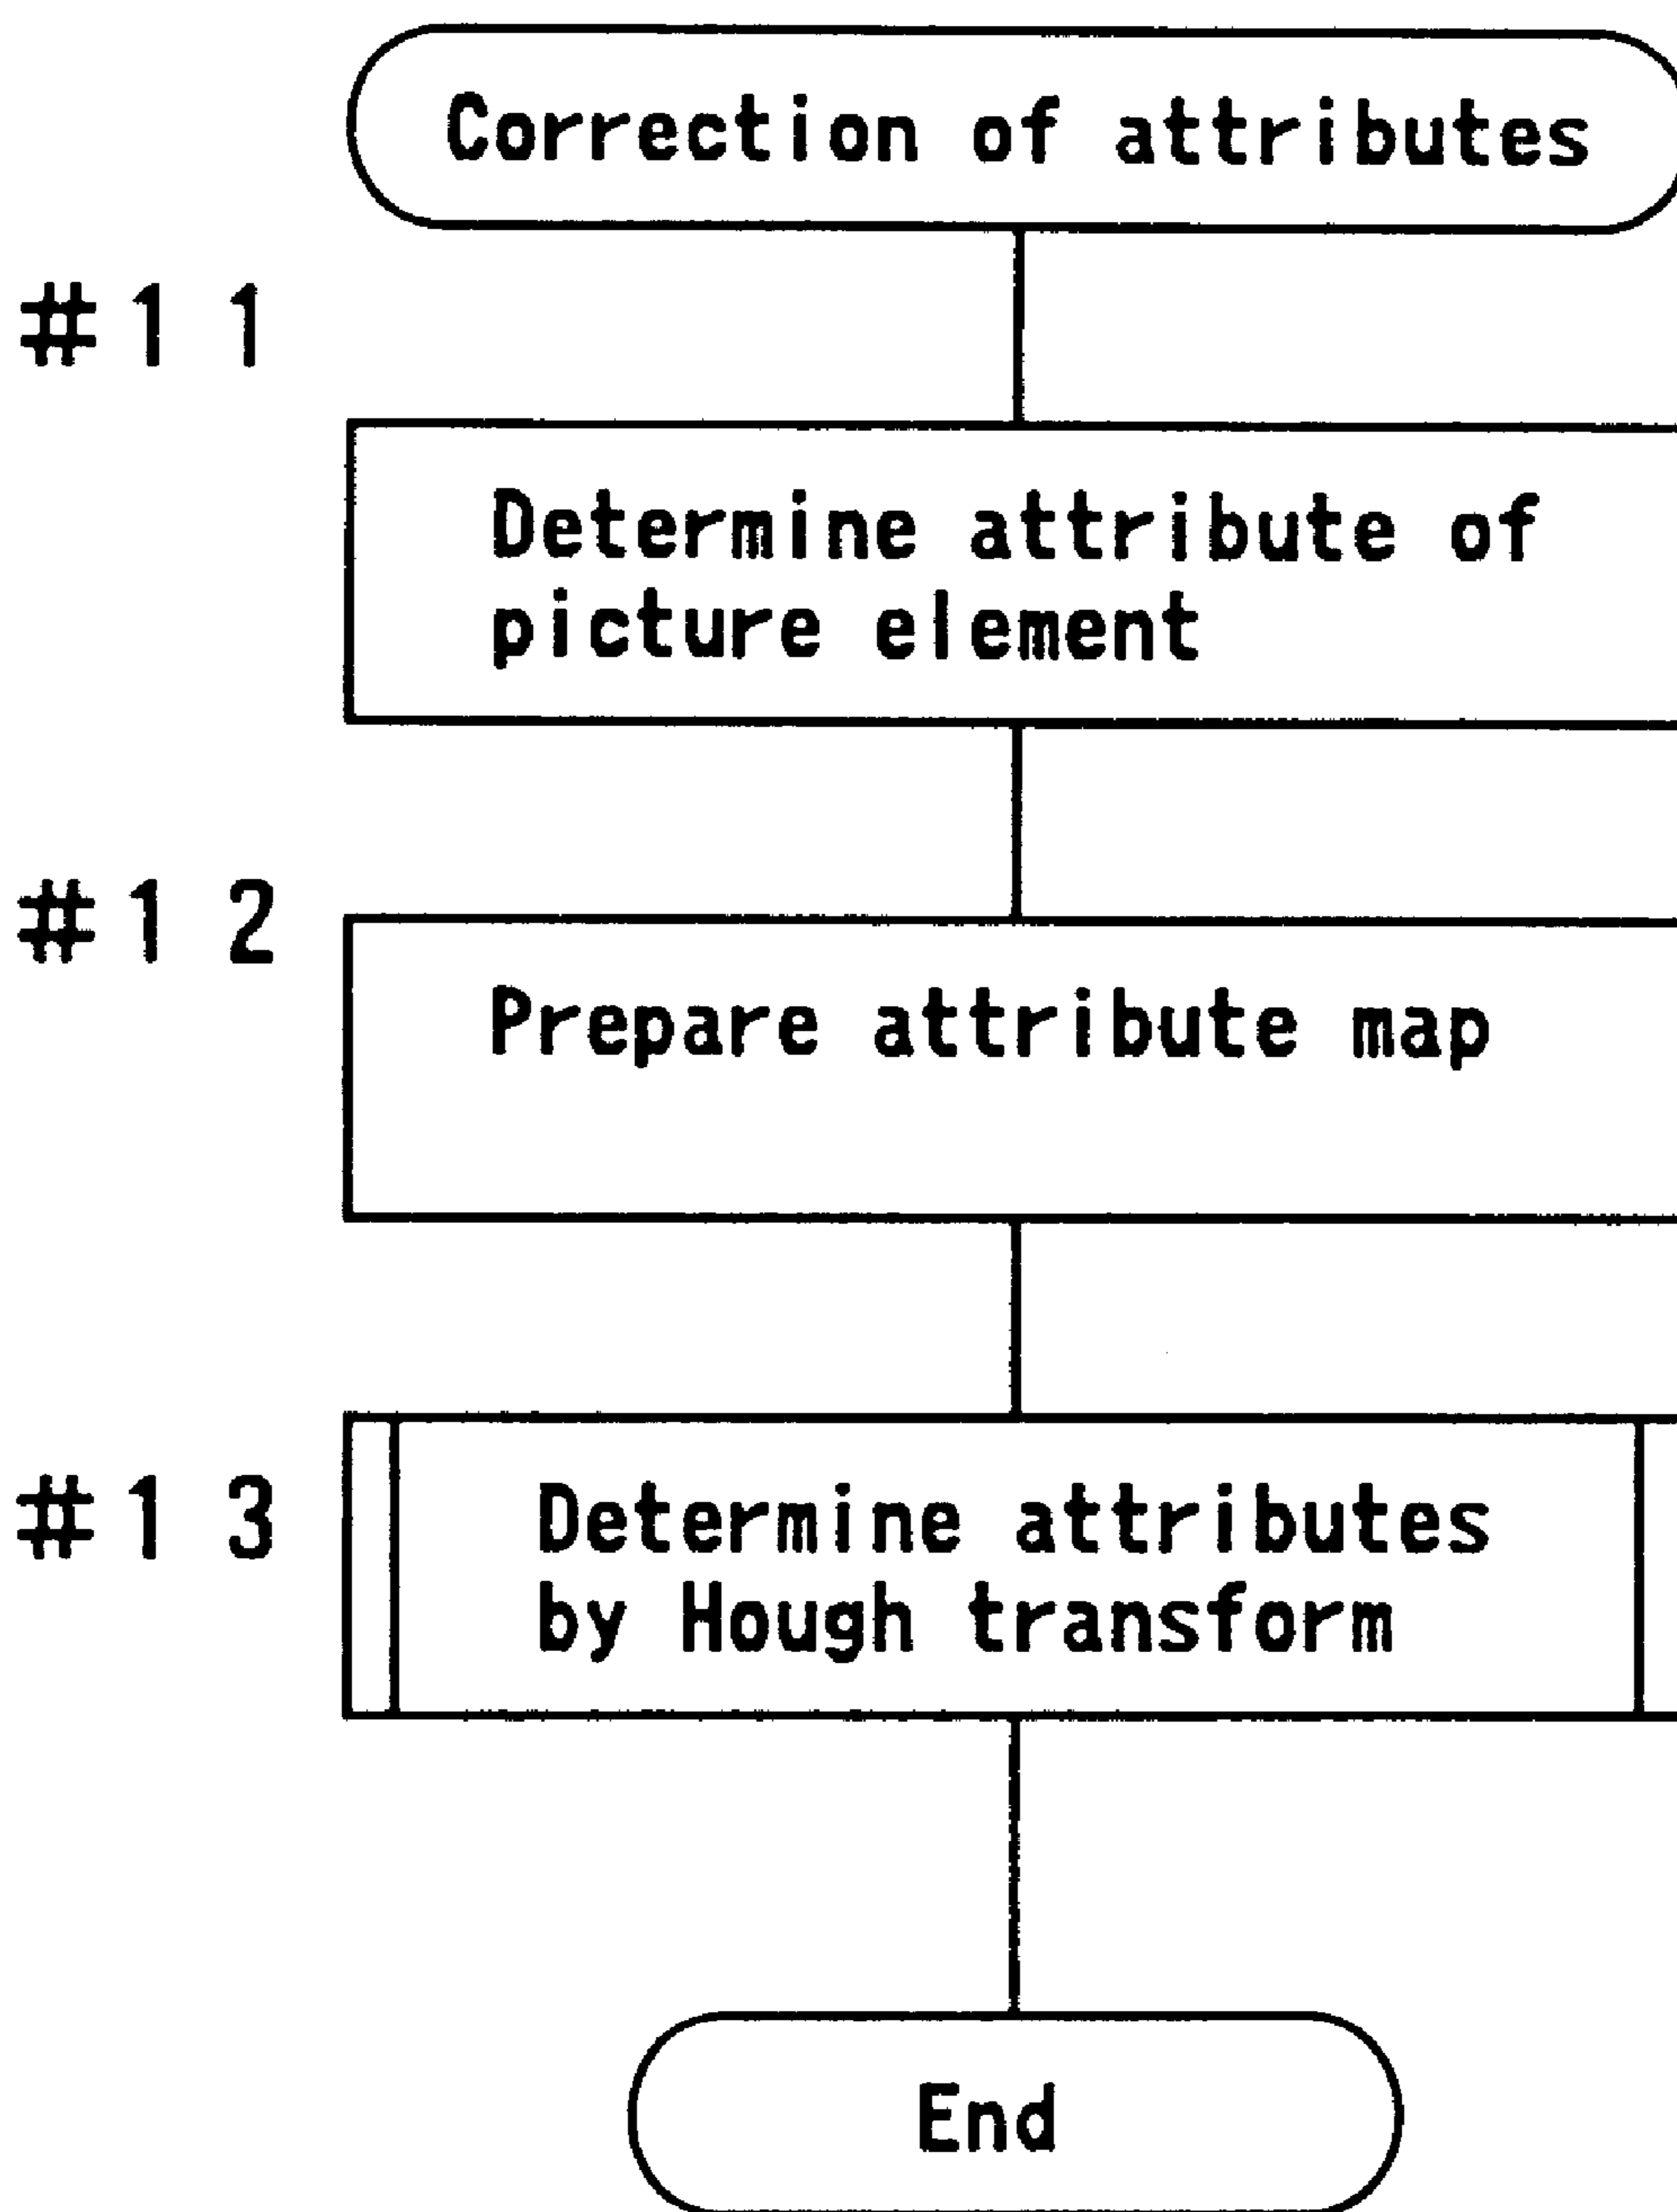 Correction of attributes
#11
Determine attribute of
picture element
#12
Prepare attribute map
#13
Determine attributes
by Hough transform
End